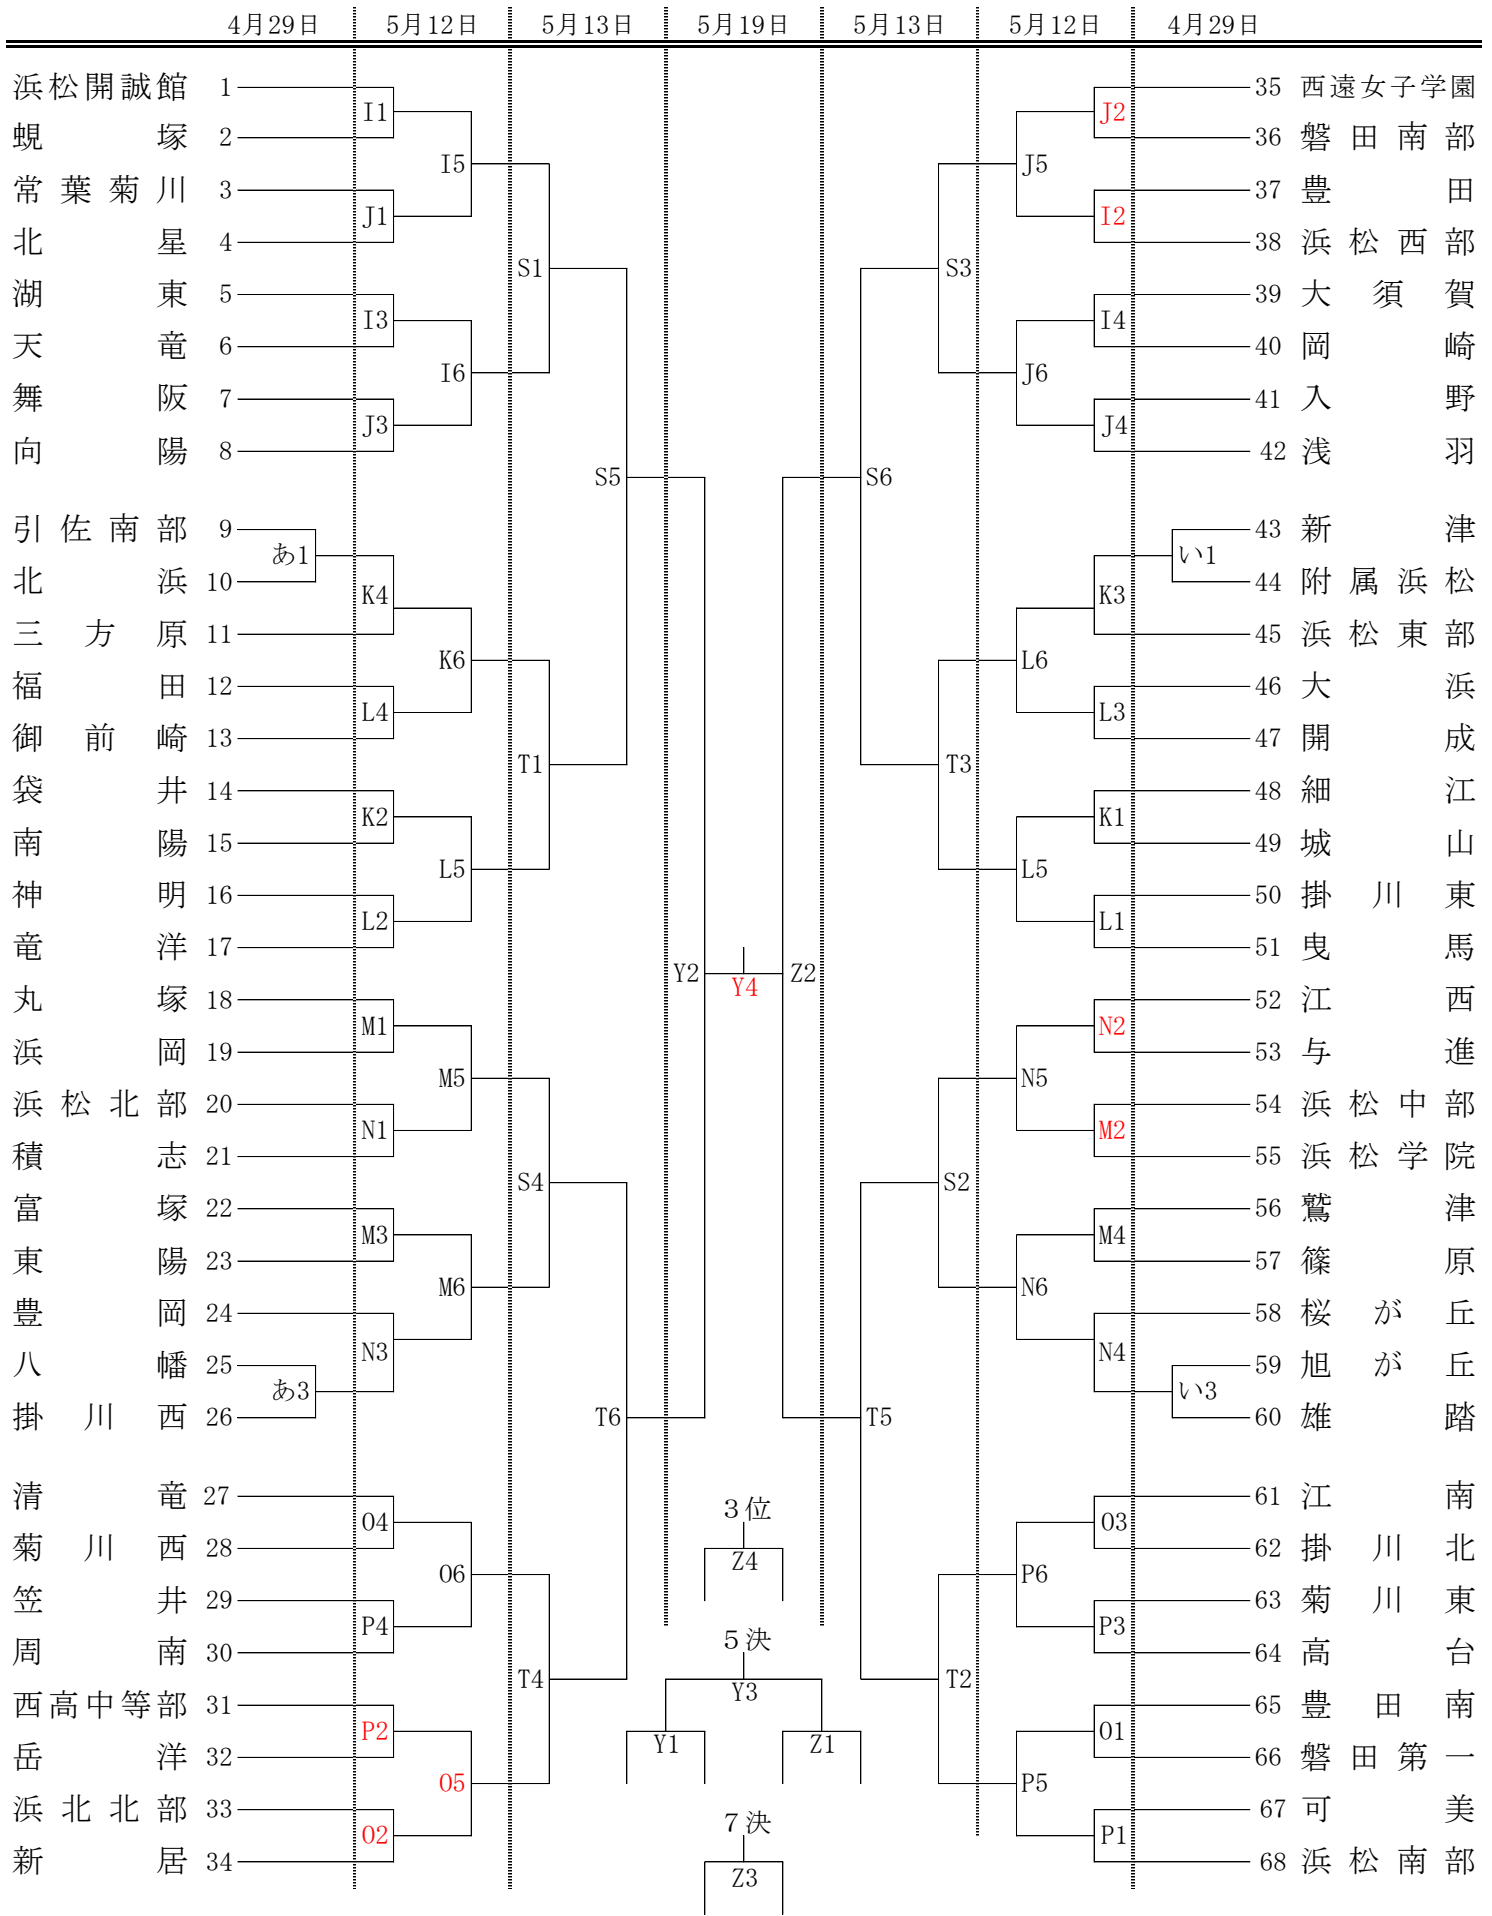 4月29日 5月12日 5月13日 5月19日 5月13日 5月12日 4月29日
浜松開誠館 1 35 西遠女子学園
I1 J2
蜆塚 2 36 磐田南部
I5 J5
常葉菊川 3 37 豊田
J1 I2
北星 4 38 浜松西部
S1 S3
湖東 5 39 大須賀
I3 I4
天竜 6 40 岡崎
I6 J6
舞阪 7 41 入野
J3 J4
向陽 8 42 浅羽
S5 S6
引佐南部 9 43 新津
あ1 い1
北浜 10 44 附属浜松
K4 K3
三方原 11 45 浜松東部
K6 L6
福田 12 46 大浜
L4 L3
御前崎 13 47 開成
T1 T3
袋井 14 48 細江
K2 K1
南陽 15 49 城山
L5 L5
神明 16 50 掛川東
L2 L1
竜洋 17 51 曳馬
Y2 Y4 Z2
丸塚 18 52 江西
M1 N2
浜岡 19 53 与進
M5 N5
浜松北部 20 54 浜松中部
N1 M2
積志 21 55 浜松学院
S4 S2
富塚 22 56 鷲津
M3 M4
東陽 23 57 篠原
M6 N6
豊岡 24 58 桜が丘
N3 N4
八幡 25 59 旭が丘
あ3 い3
掛川西 26 60 雄踏
T6 T5
清竜 27 61 江南
3位
O4 O3
菊川西 28 62 掛川北
Z4
O6 P6
笠井 29 63 菊川東
P4 P3
5決
周南 30 64 高台
T4 T2
Y3
西高中等部 31 65 豊田南
P2 O1
Y1 Z1
岳洋 32 66 磐田第一
O5 P5
浜北北部 33 67 可美
7決
O2 P1
新居 34 68 浜松南部
Z3